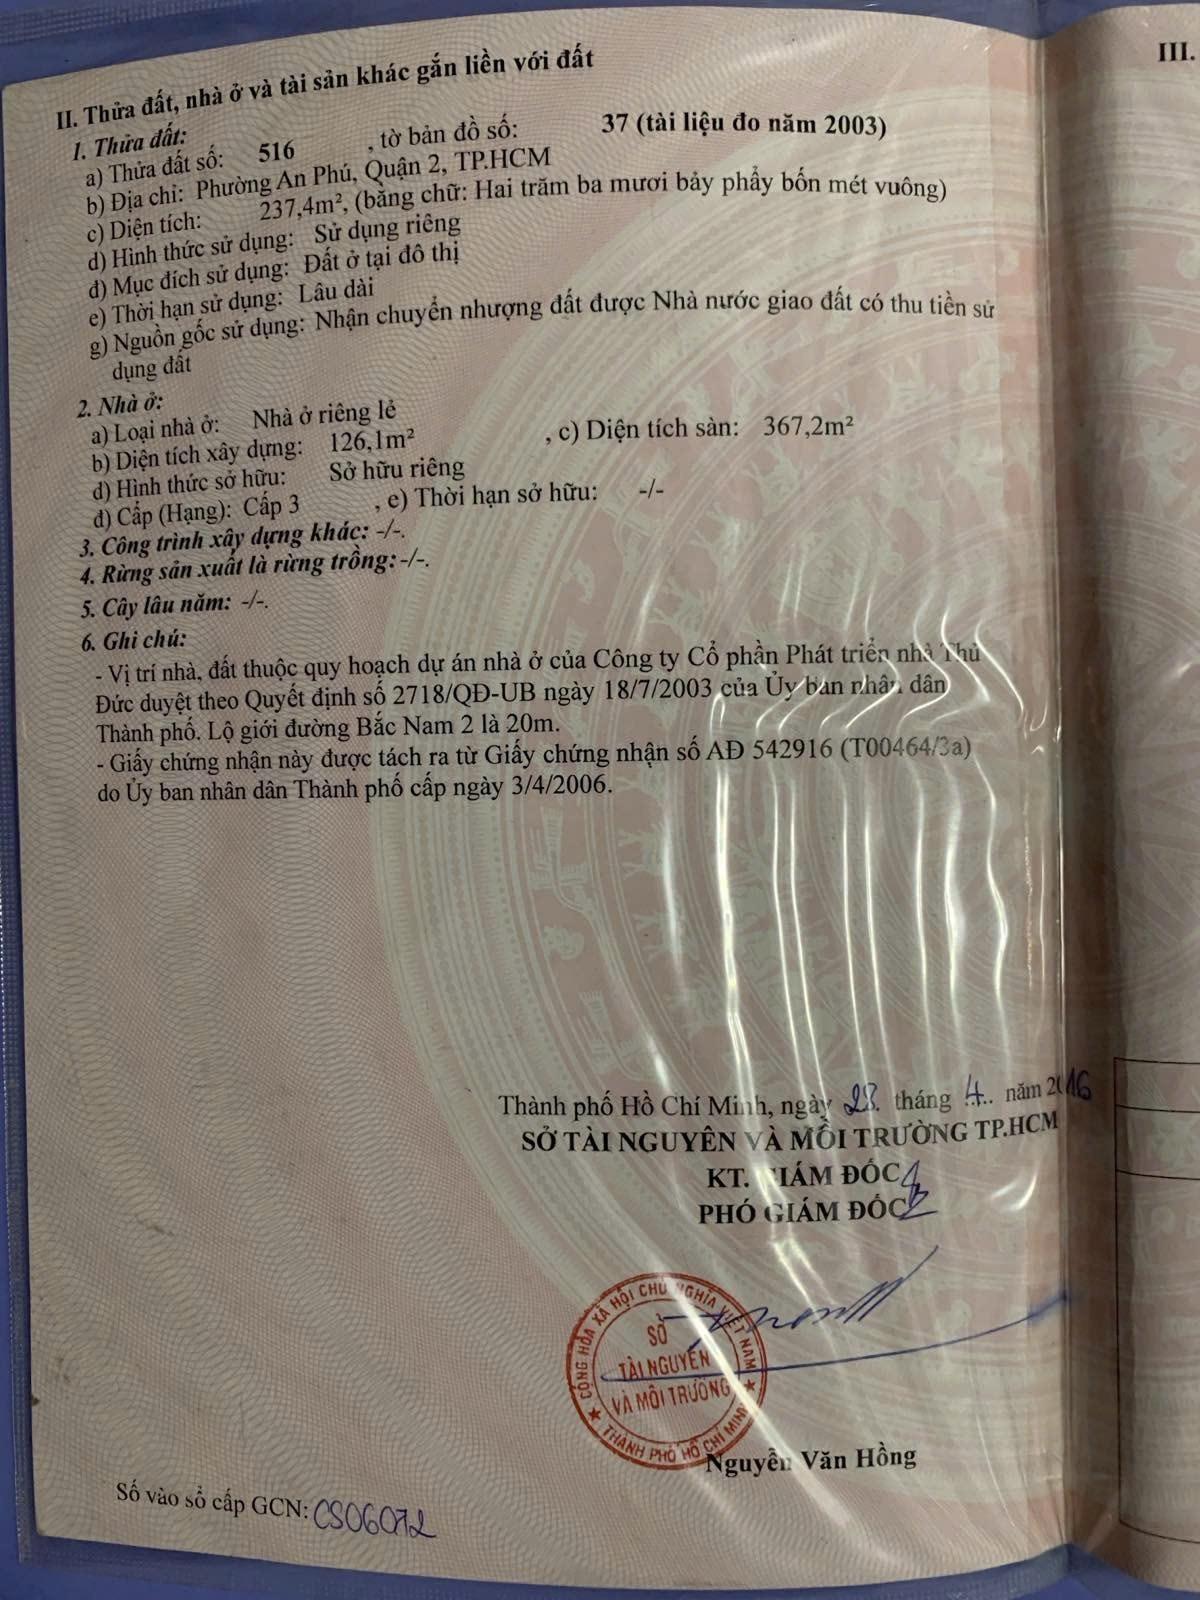 II. Thửa đất, nhà ở và tài sản khác gắn liền với đất
III.
1. Thửa đất:
a) Thửa đất số: 516 , tờ bản đồ số: 37 (tài liệu đo năm 2003)
b) Địa chỉ: Phường An Phú, Quận 2, TP.HCM
c) Diện tích: 237,4m², (bằng chữ: Hai trăm ba mươi bảy phẩy bốn mét vuông)
d) Hình thức sử dụng: Sử dụng riêng
đ) Mục đích sử dụng: Đất ở tại đô thị
e) Thời hạn sử dụng: Lâu dài
g) Nguồn gốc sử dụng: Nhận chuyển nhượng đất được Nhà nước giao đất có thu tiền sử
dụng đất
2. Nhà ở:
a) Loại nhà ở: Nhà ở riêng lẻ
b) Diện tích xây dựng: 126,1m² , c) Diện tích sàn: 367,2m²
d) Hình thức sở hữu: Sở hữu riêng
đ) Cấp (Hạng): Cấp 3 , e) Thời hạn sở hữu: -/-
3. Công trình xây dựng khác: -/-.
4. Rừng sản xuất là rừng trồng: -/-.
5. Cây lâu năm: -/-.
6. Ghi chú:
- Vị trí nhà, đất thuộc quy hoạch dự án nhà ở của Công ty Cổ phần Phát triển nhà Thủ
Đức duyệt theo Quyết định số 2718/QĐ-UB ngày 18/7/2003 của Ủy ban nhân dân
Thành phố. Lộ giới đường Bắc Nam 2 là 20m.
- Giấy chứng nhận này được tách ra từ Giấy chứng nhận số AĐ 542916 (T00464/3a)
do Ủy ban nhân dân Thành phố cấp ngày 3/4/2006.
Thành phố Hồ Chí Minh, ngày 28 tháng 4 năm 2016
SỞ TÀI NGUYÊN VÀ MÔI TRƯỜNG TP.HCM
KT. GIÁM ĐỐC
PHÓ GIÁM ĐỐC
CỘNG HÒA XÃ HỘI CHỦ NGHĨA VIỆT NAM
SỞ
TÀI NGUYÊN
VÀ MÔI TRƯỜNG
THÀNH PHỐ HỒ CHÍ MINH
Nguyễn Văn Hồng
Số vào sổ cấp GCN: CS06072